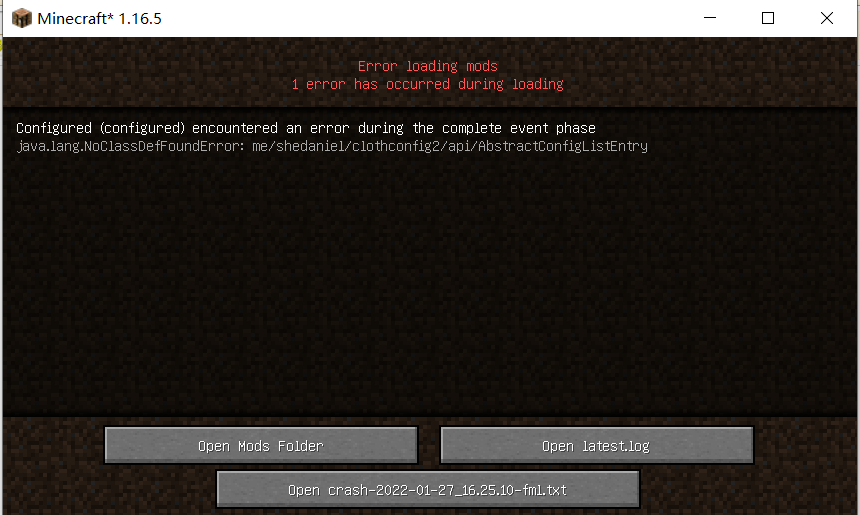 Minecraft* 1.16.5
Error loading mods
1 error has occurred during loading
Configured (configured) encountered an error during the complete event phase
java.lang.NoClassDefFoundError: me/shedaniel/clothconfig2/api/AbstractConfigListEntry
Open Mods Folder
Open latest.log
Open crash-2022-01-27_16.25.10-fml.txt